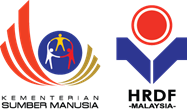 KEMENTERIAN
SUMBER MANUSIA
HRDF
-MALAYSIA-